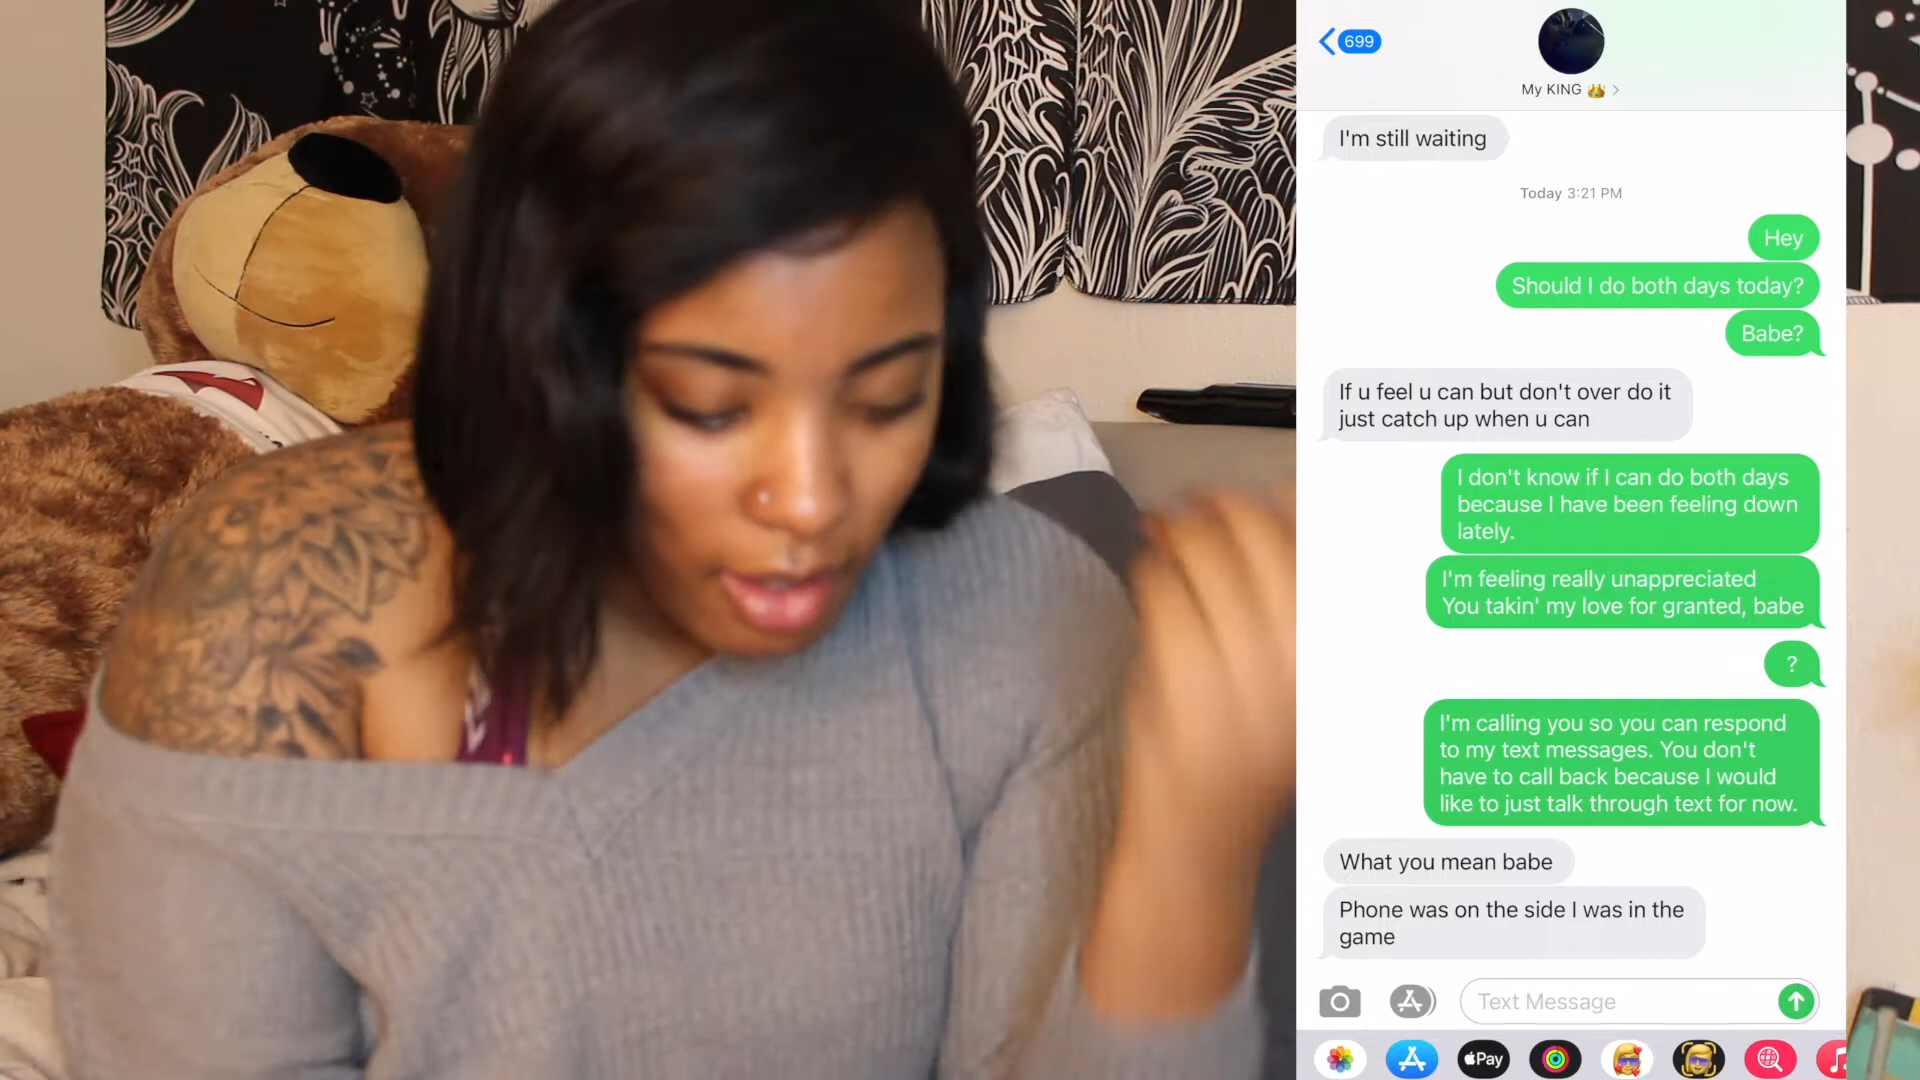 699
My KING 👑 >
I'm still waiting
Today 3:21 PM
Hey
Should I do both days today?
Babe?
If u feel u can but don't over do it
just catch up when u can
I don't know if I can do both days
because I have been feeling down
lately.
I'm feeling really unappreciated
You takin' my love for granted, babe
?
I'm calling you so you can respond
to my text messages. You don't
have to call back because I would
like to just talk through text for now.
What you mean babe
Phone was on the side I was in the
game
Text Message
Pay